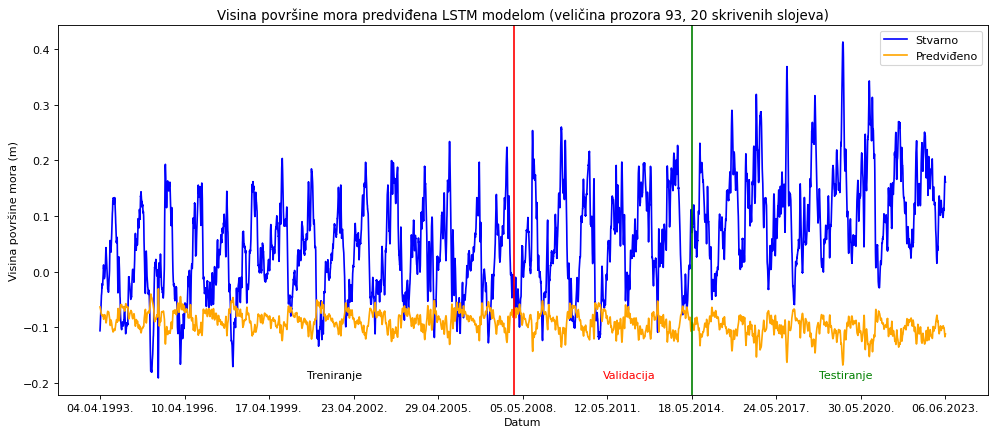 Visina površine mora predviđena LSTM modelom (veličina prozora 93, 20 skrivenih slojeva)
Stvarno
Predviđeno
Visina površine mora (m)
0.4
0.3
0.2
0.1
0.0
−0.1
−0.2
Treniranje
Validacija
Testiranje
04.04.1993. 10.04.1996. 17.04.1999. 23.04.2002. 29.04.2005. 05.05.2008. 12.05.2011. 18.05.2014. 24.05.2017. 30.05.2020. 06.06.2023.
Datum